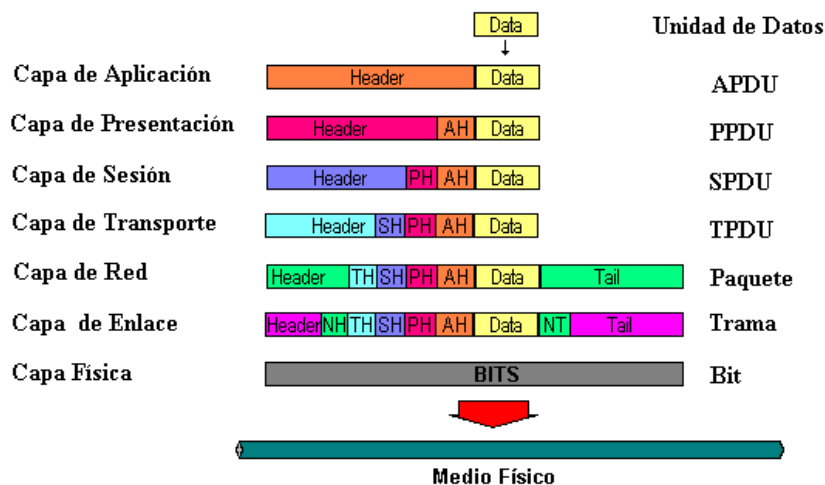 Data Unidad de Datos
Capa de Aplicación Header Data APDU
Capa de Presentación Header AH Data PPDU
Capa de Sesión Header PH AH Data SPDU
Capa de Transporte Header SH PH AH Data TPDU
Capa de Red Header TH SH PH AH Data Tail Paquete
Capa de Enlace Header NH TH SH PH AH Data NT Tail Trama
Capa Física BITS Bit
Medio Físico